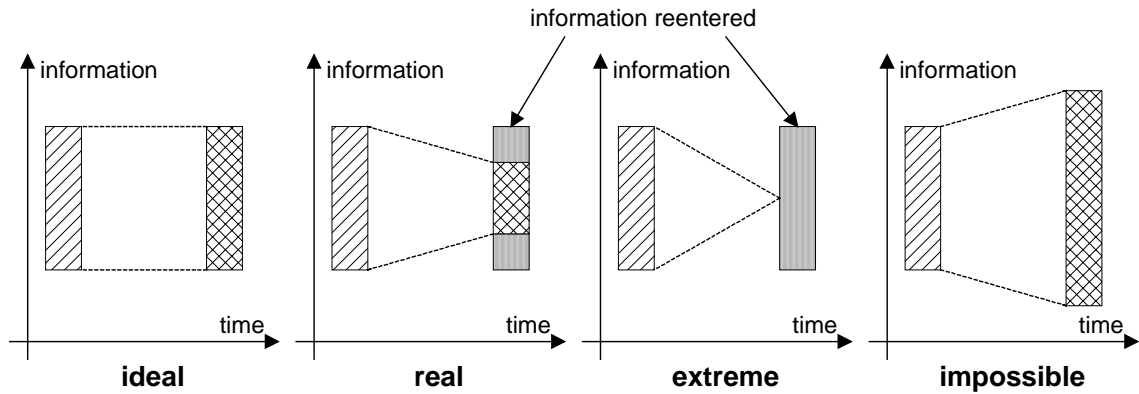 information reentered
information
information
information
information
time
time
time
time
ideal
real
extreme
impossible